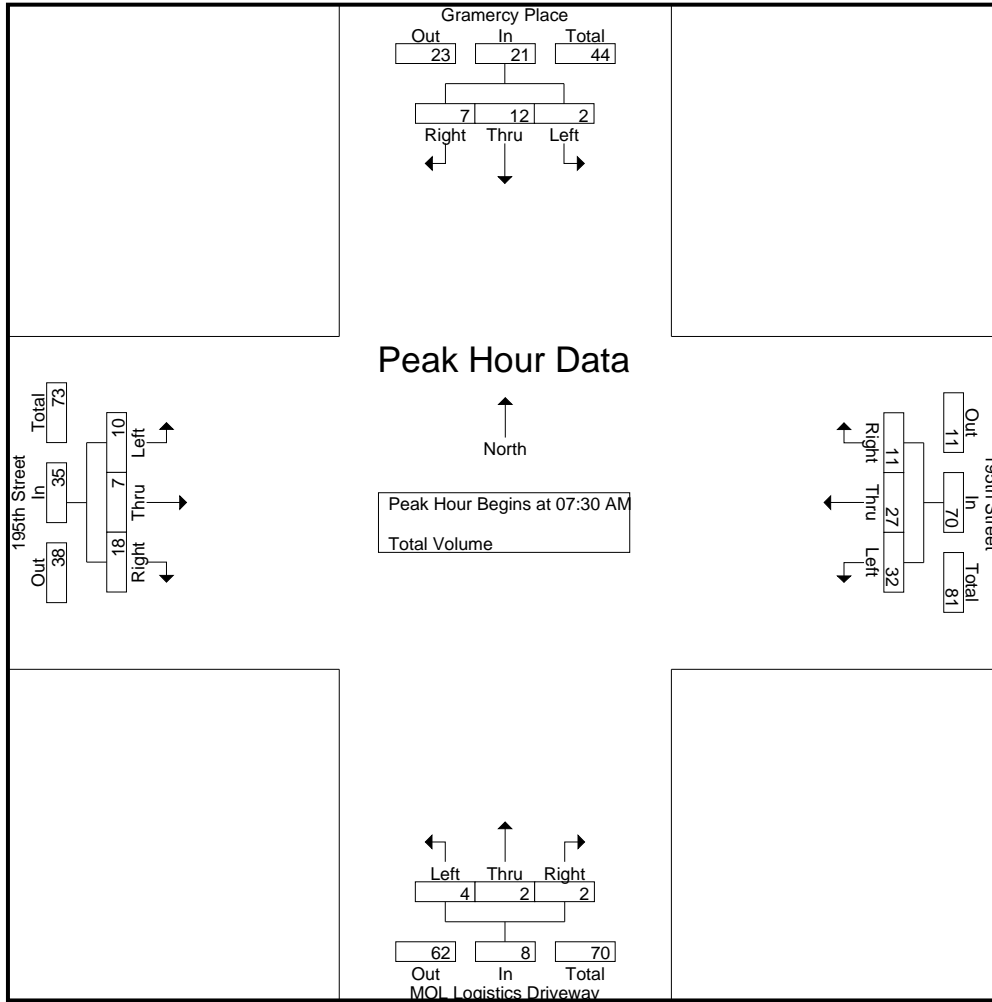 Gramercy Place
Out In Total
23 21 44
7 12 2
Right Thru Left
Peak Hour Data
North
Peak Hour Begins at 07:30 AM
Total Volume
195th Street
Out In Total
38 35 73
Left Thru Right
10 7 18
195th Street
Out In Total
11 70 81
Right Thru Left
11 27 32
Left Thru Right
4 2 2
62 8 70
Out In Total
MOL Logistics Driveway